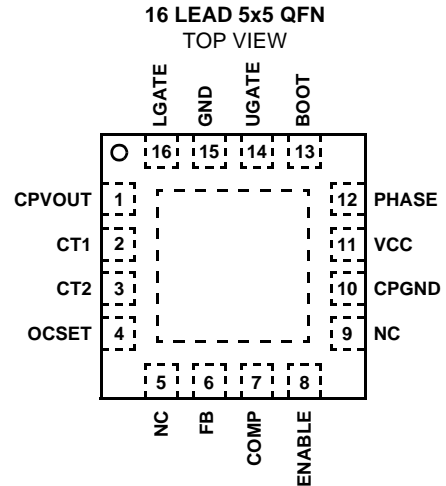 16 LEAD 5x5 QFN
TOP VIEW
LGATE
GND
UGATE
BOOT
16
15
14
13
CPVOUT 1
12 PHASE
CT1 2
11 VCC
CT2 3
10 CPGND
OCSET 4
9 NC
5
6
7
8
NC
FB
COMP
ENABLE